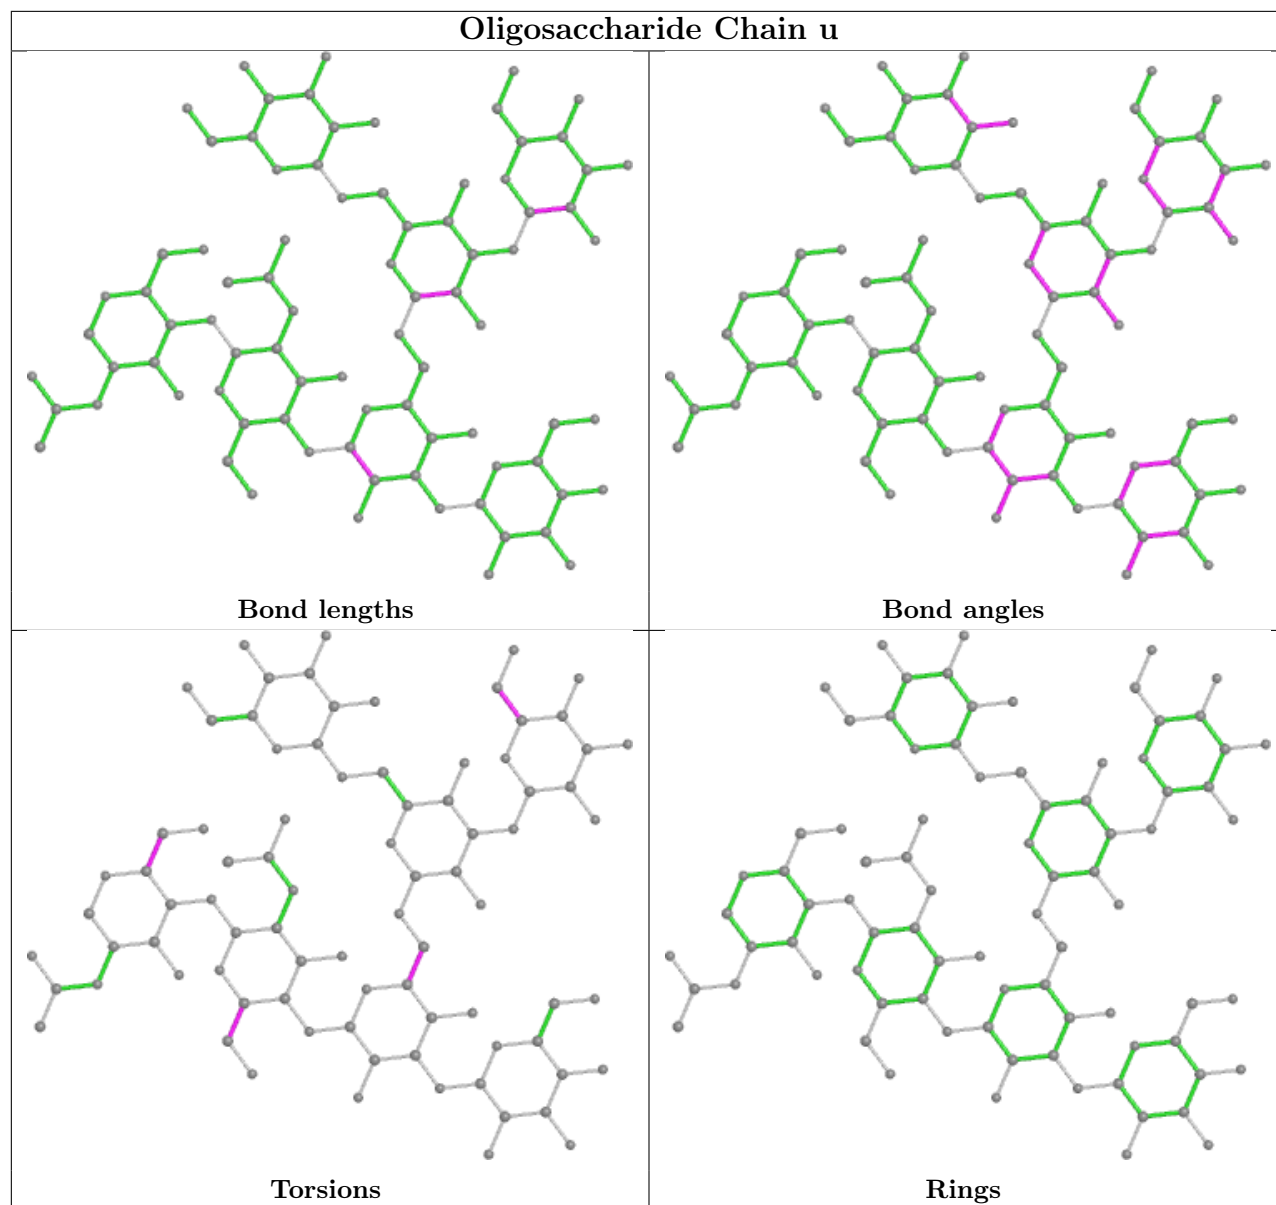 Oligosaccharide Chain u
Bond lengths
Bond angles
Torsions
Rings